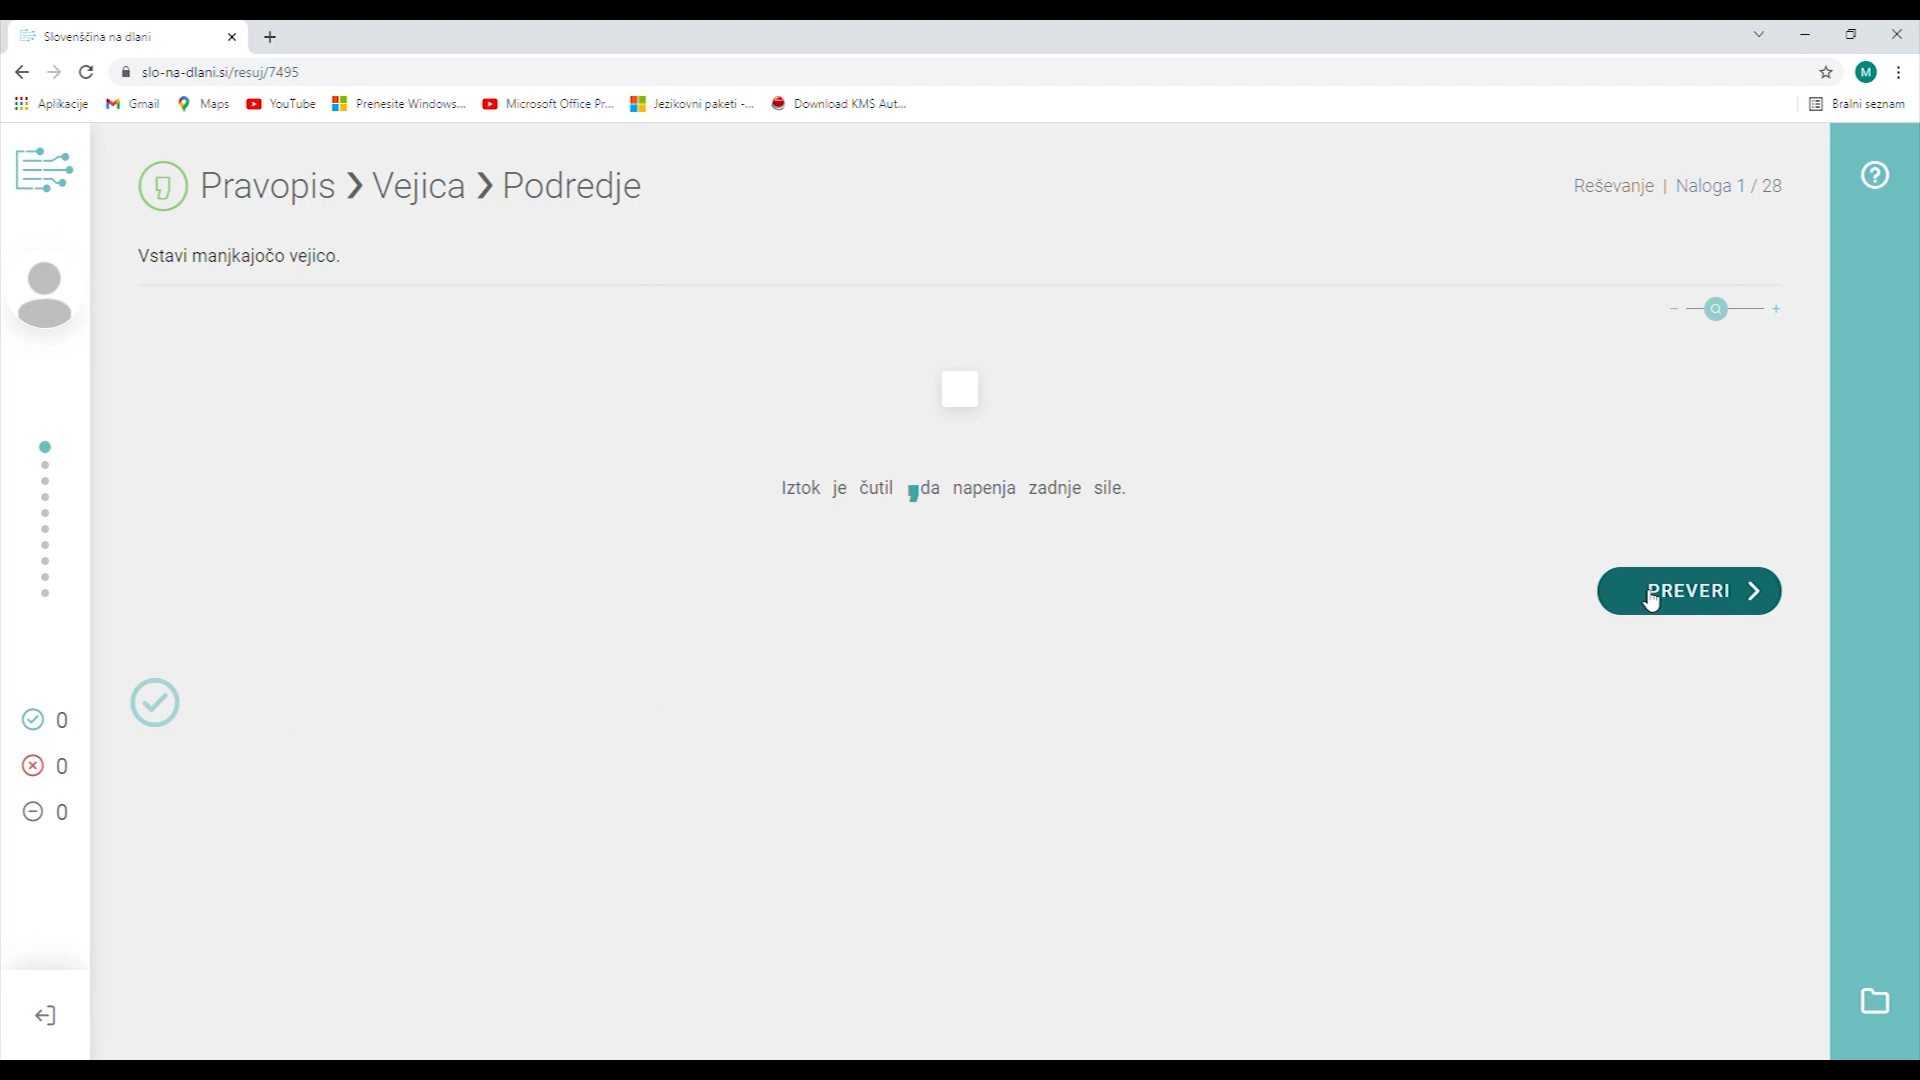 Slovenščina na dlani
slo-na-dlani.si/resuj/7495
M
Aplikacije Gmail Maps YouTube Prenesite Windows... Microsoft Office Pr... Jezikovni paketi -... Download KMS Aut... Bralni seznam
Pravopis > Vejica > Podredje
Reševanje | Naloga 1 / 28
Vstavi manjkajočo vejico.
Iztok je čutil ,da napenja zadnje sile.
PREVERI
0
0
0